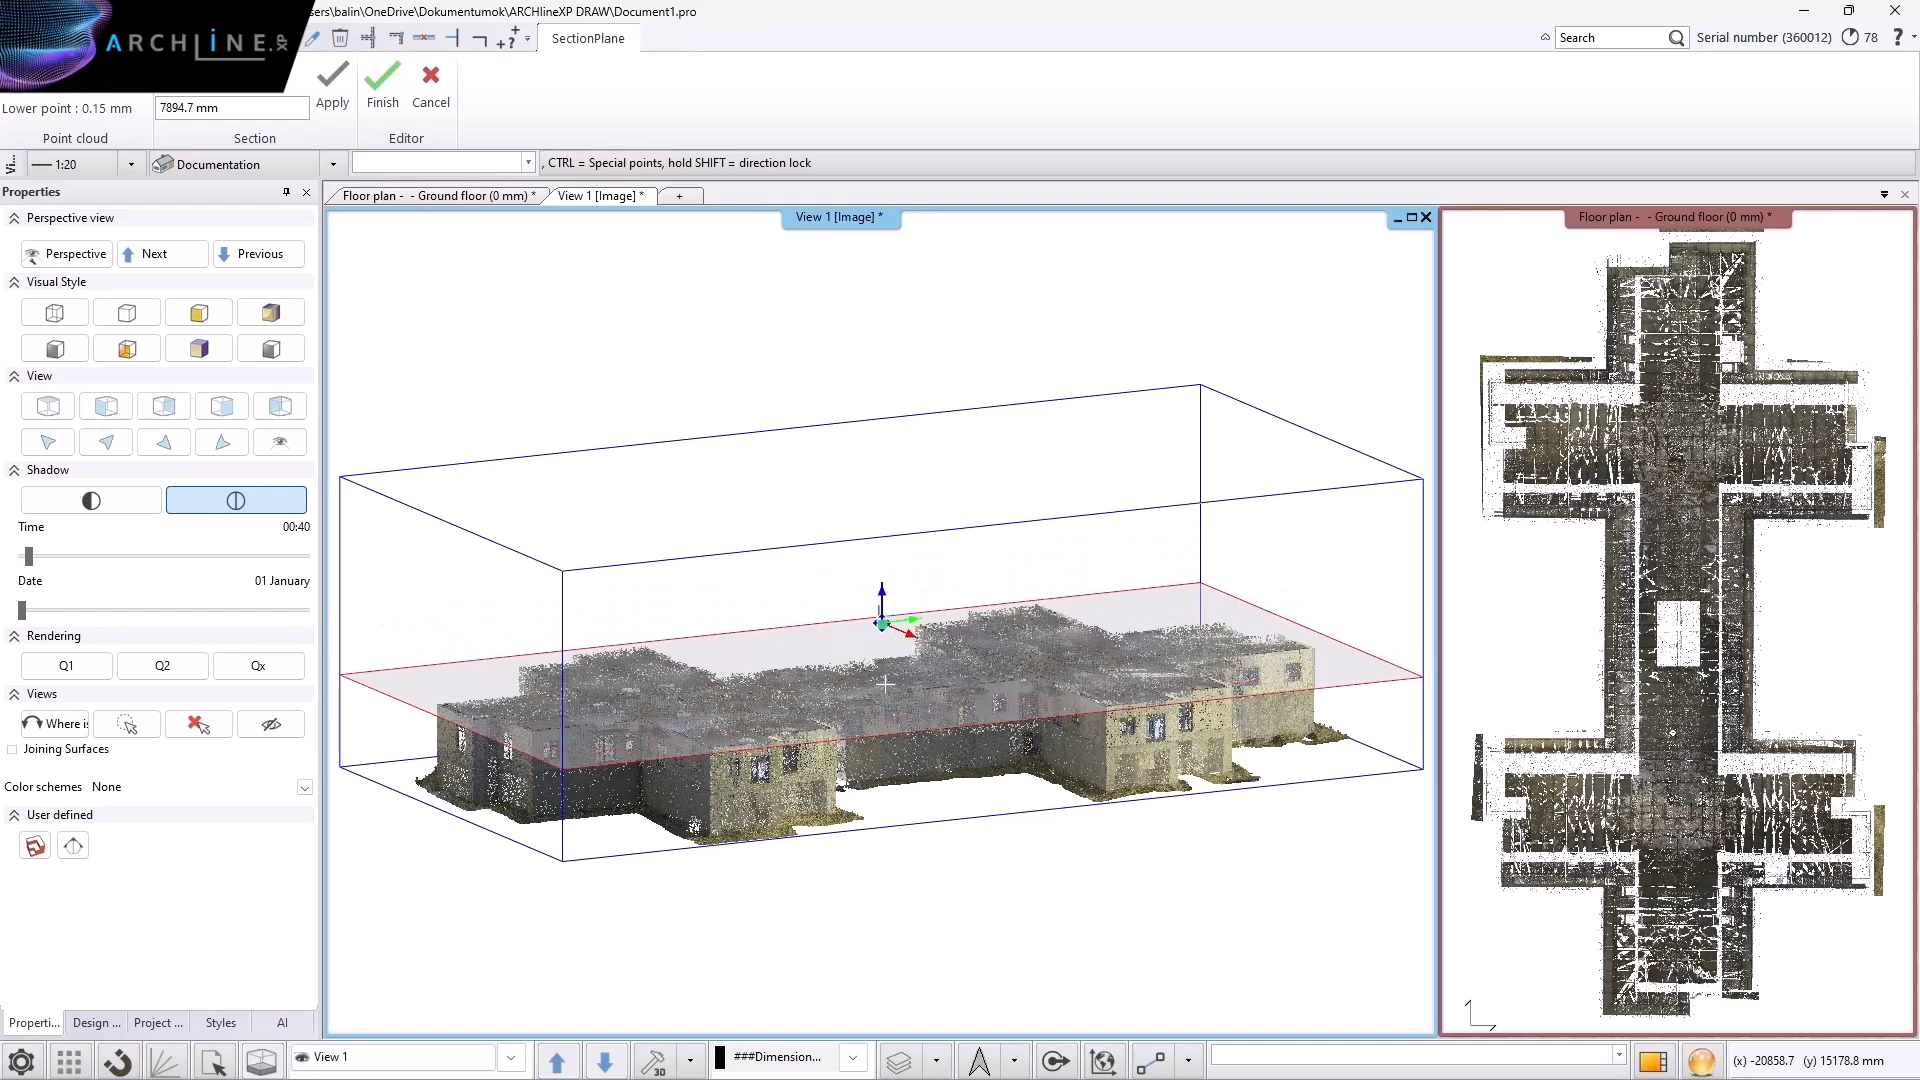 sers\balin\OneDrive\Dokumentumok\ARCHlineXP DRAW\Document1.pro
ARCHLINE.XP
SectionPlane
Search
Serial number (360012)
78
?
Lower point : 0.15 mm
7894.7 mm
Apply
Finish
Cancel
Point cloud
Section
Editor
1:20
Documentation
, CTRL = Special points, hold SHIFT = direction lock
Properties
Floor plan - - Ground floor (0 mm) *
View 1 [Image] *
+
View 1 [Image] *
Floor plan - - Ground floor (0 mm) *
Perspective view
Perspective
Next
Previous
Visual Style
View
Shadow
Time
00:40
Date
01 January
Rendering
Q1
Q2
Qx
Views
Where is
Joining Surfaces
Color schemes
None
User defined
Properti...
Design ...
Project ...
Styles
AI
View 1
3D
###Dimension...
(x) -20858.7 (y) 15178.8 mm